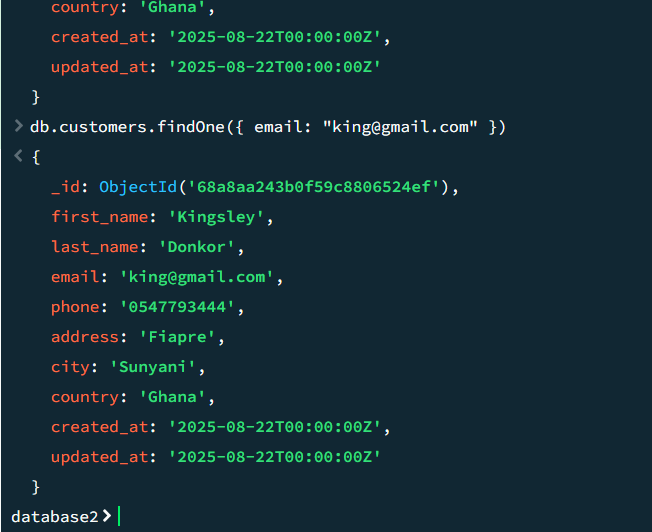 country: 'Ghana',
created_at: '2025-08-22T00:00:00Z',
updated_at: '2025-08-22T00:00:00Z'
}
> db.customers.findOne({ email: "king@gmail.com" })
< {
_id: ObjectId('68a8aa243b0f59c8806524ef'),
first_name: 'Kingsley',
last_name: 'Donkor',
email: 'king@gmail.com',
phone: '0547793444',
address: 'Fiapre',
city: 'Sunyani',
country: 'Ghana',
created_at: '2025-08-22T00:00:00Z',
updated_at: '2025-08-22T00:00:00Z'
}
database2>